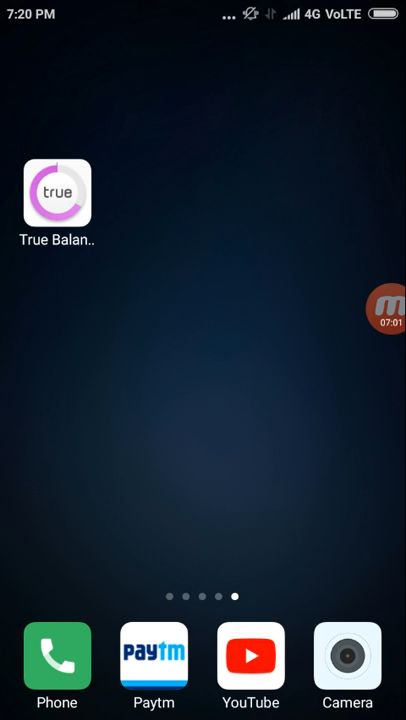 7:20 PM ... 4G VoLTE
true
True Balan..
m
07:01
paytm
Phone
Paytm
YouTube
Camera